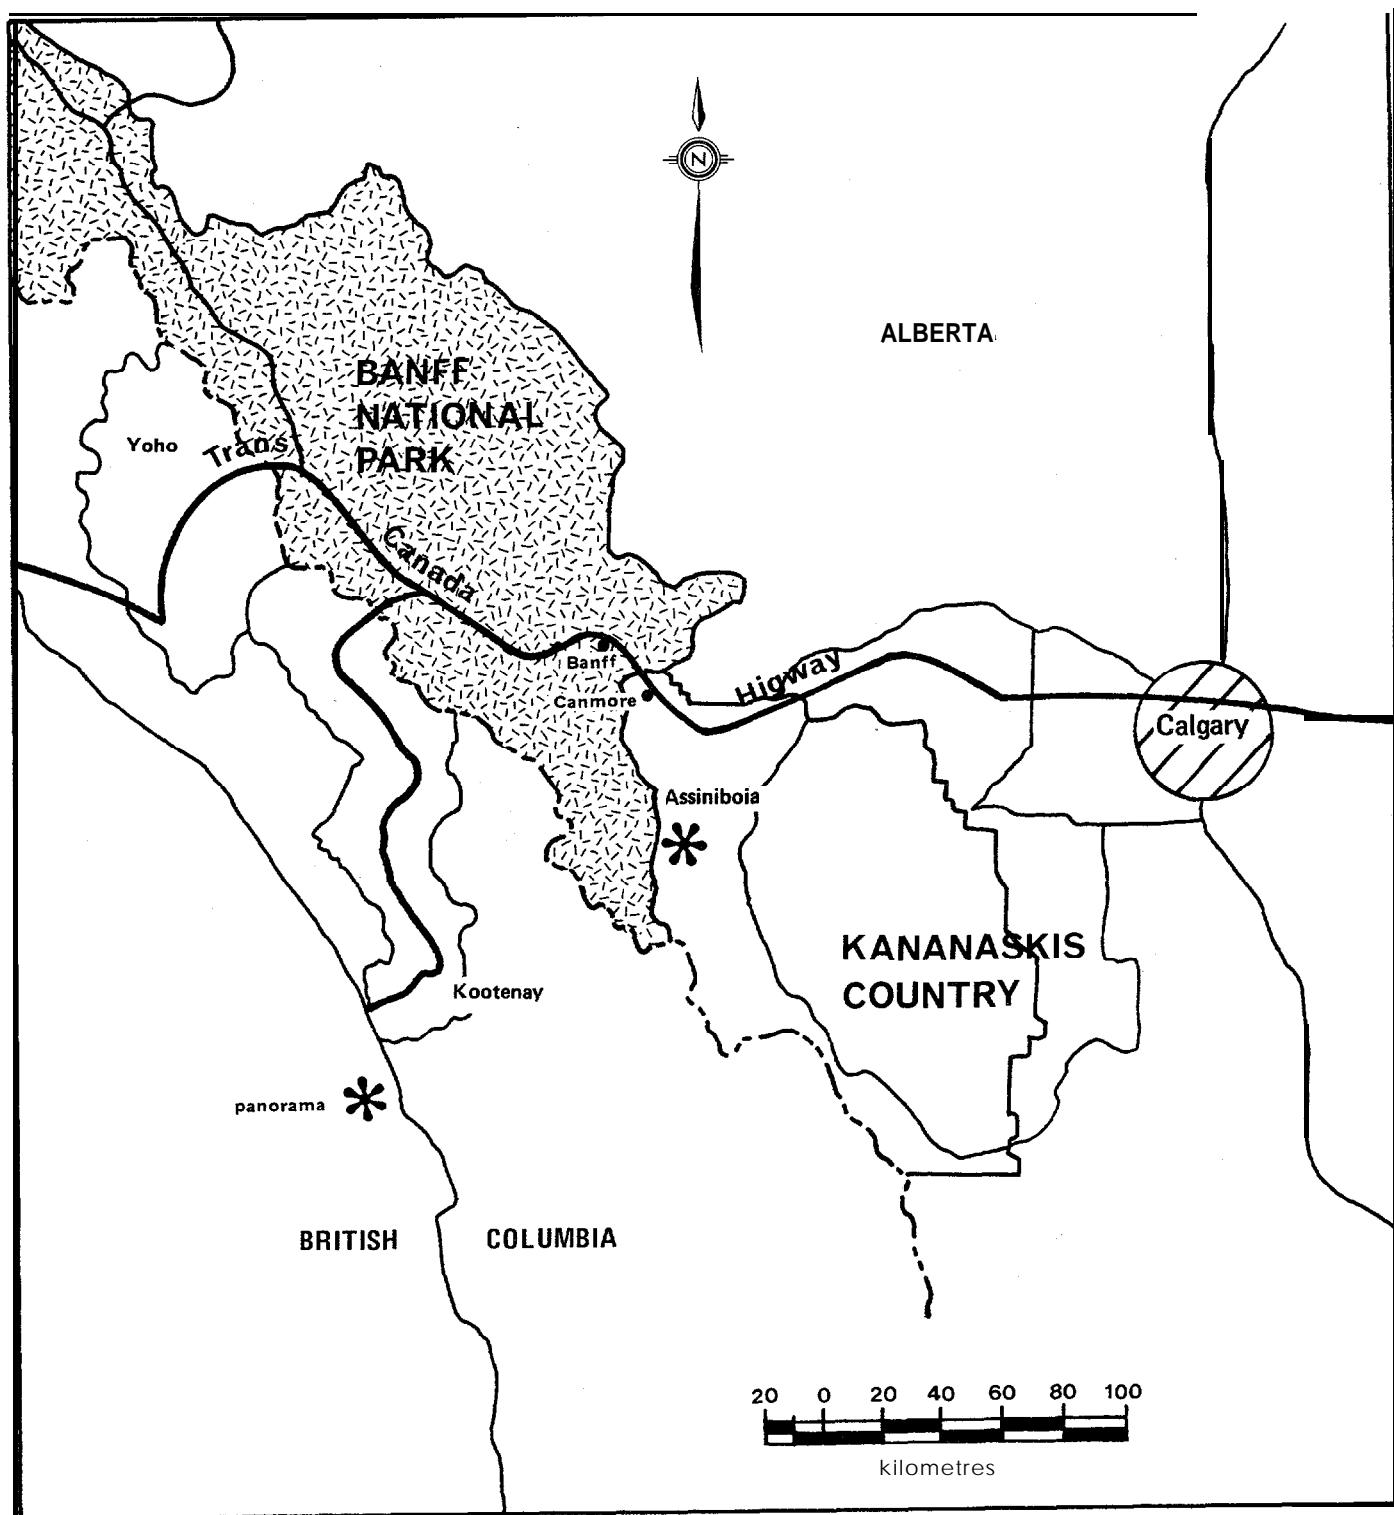 N
ALBERTA
BANFF
NATIONAL
PARK
Yoho
Trans
Canada
Higway
Banff
Canmore
Calgary
Assiniboia
KANANASKIS
COUNTRY
Kootenay
panorama
BRITISH COLUMBIA
20 0 20 40 60 80 100
kilometres